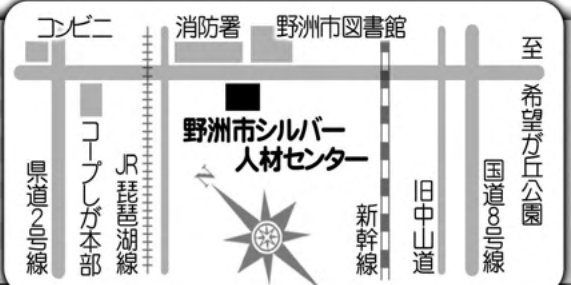 コンビニ
消防署
野洲市図書館
至 希望が丘公園
野洲市シルバー
人材センター
県道2号線
コープしが本部
JR琵琶湖線
N
新幹線
旧中山道
国道8号線